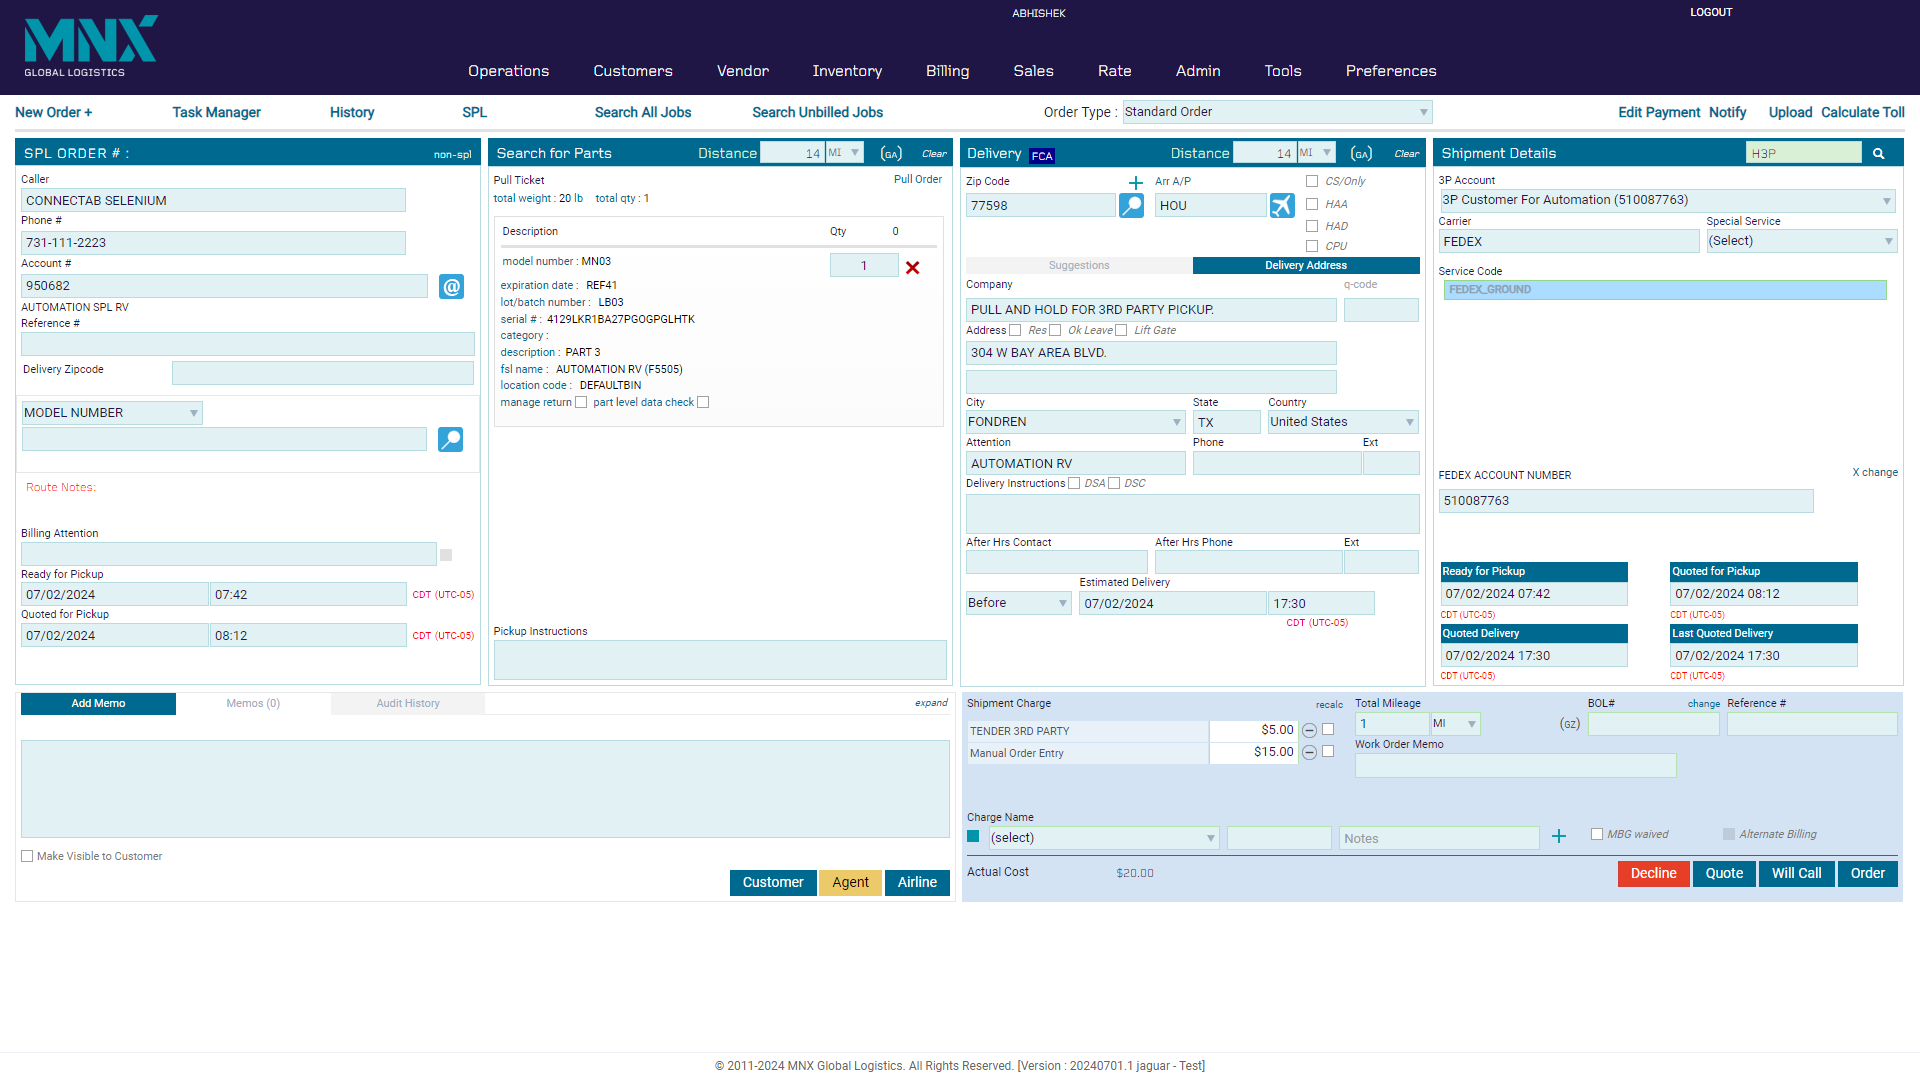 ABHISHEK
LOGOUT
MNX
GLOBAL LOGISTICS
Operations Customers Vendor Inventory Billing Sales Rate Admin Tools Preferences
New Order + Task Manager History SPL Search All Jobs Search Unbilled Jobs Order Type : Standard Order Edit Payment Notify Upload Calculate Toll
SPL ORDER # : non-spl
Caller
CONNECTAB SELENIUM
Phone #
731-111-2223
Account #
950682
@
AUTOMATION SPL RV
Reference #
Delivery Zipcode
MODEL NUMBER
Route Notes:
Billing Attention
Ready for Pickup
07/02/2024 07:42 CDT (UTC-05)
Quoted for Pickup
07/02/2024 08:12 CDT (UTC-05)
Search for Parts Distance 14 MI (GA) Clear
Pull Ticket Pull Order
total weight : 20 lb total qty : 1
Description Qty 0
model number : MN03 1
expiration date : REF41
lot/batch number : LB03
serial # : 4129LKR1BA27PGOGPGLHTK
category :
description : PART 3
fsl name : AUTOMATION RV (F5505)
location code : DEFAULTBIN
manage return part level data check
Pickup Instructions
Delivery FCA Distance 14 MI (GA) Clear
Zip Code Arr A/P CS/Only
77598 HOU HAA
HAD
CPU
Suggestions Delivery Address
Company q-code
PULL AND HOLD FOR 3RD PARTY PICKUP.
Address Res Ok Leave Lift Gate
304 W BAY AREA BLVD.
City State Country
FONDREN TX United States
Attention Phone Ext
AUTOMATION RV
Delivery Instructions DSA DSC
After Hrs Contact After Hrs Phone Ext
Estimated Delivery
Before 07/02/2024 17:30
CDT (UTC-05)
Shipment Details H3P
3P Account
3P Customer For Automation (510087763)
Carrier Special Service
FEDEX (Select)
Service Code
FEDEX_GROUND
FEDEX ACCOUNT NUMBER X change
510087763
Ready for Pickup Quoted for Pickup
07/02/2024 07:42 07/02/2024 08:12
CDT (UTC-05) CDT (UTC-05)
Quoted Delivery Last Quoted Delivery
07/02/2024 17:30 07/02/2024 17:30
CDT (UTC-05) CDT (UTC-05)
Add Memo Memos (0) Audit History expand
Make Visible to Customer
Customer Agent Airline
Shipment Charge recalc Total Mileage BOL# change Reference #
TENDER 3RD PARTY $5.00 1 MI (GZ)
Manual Order Entry $15.00 Work Order Memo
Charge Name
(select) Notes MBG waived Alternate Billing
Actual Cost $20.00 Decline Quote Will Call Order
© 2011-2024 MNX Global Logistics. All Rights Reserved. [Version : 20240701.1 jaguar - Test]